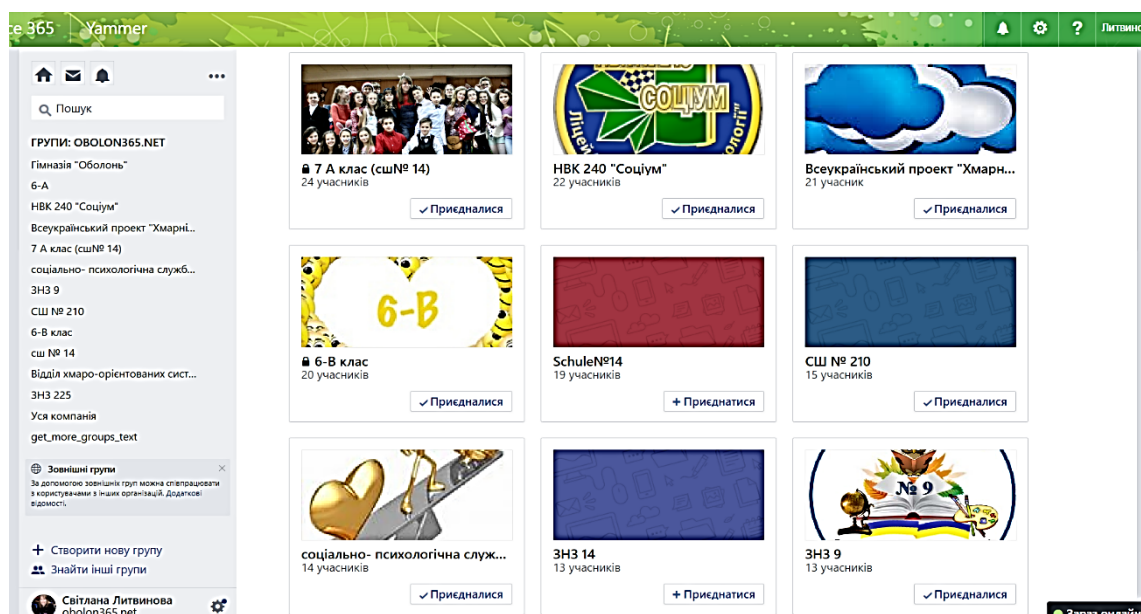 ce 365 Yammer ? Литвино
Пошук
ГРУПИ: OBOLON365.NET
Гімназія "Оболонь"
6-А
НВК 240 "Соціум"
Всеукраїнський проект "Хмарні...
7 А клас (сш№ 14)
соціально- психологічна служб...
ЗНЗ 9
СШ № 210
6-В клас
сш № 14
Відділ хмаро-орієнтованих сист...
ЗНЗ 225
Уся компанія
get_more_groups_text
Зовнішні групи
За допомогою зовнішніх груп можна співпрацювати
з користувачами з інших організацій. Додаткові
відомості.
+ Створити нову групу
Знайти інші групи
Світлана Литвинова
obolon365.net
7 А клас (сш№ 14)
24 учасників
Приєдналися
СОЦІУМ
НВК 240 "Соціум"
22 учасників
Приєдналися
Всеукраїнський проект "Хмарн...
21 учасник
Приєдналися
6-В
6-В клас
20 учасників
Приєдналися
Schule№14
19 учасників
+ Приєднатися
СШ № 210
15 учасників
Приєдналися
соціально- психологічна служ...
14 учасників
Приєдналися
ЗНЗ 14
13 учасників
+ Приєднатися
№ 9
ЗНЗ 9
13 учасників
Приєдналися
Зараз онлайн